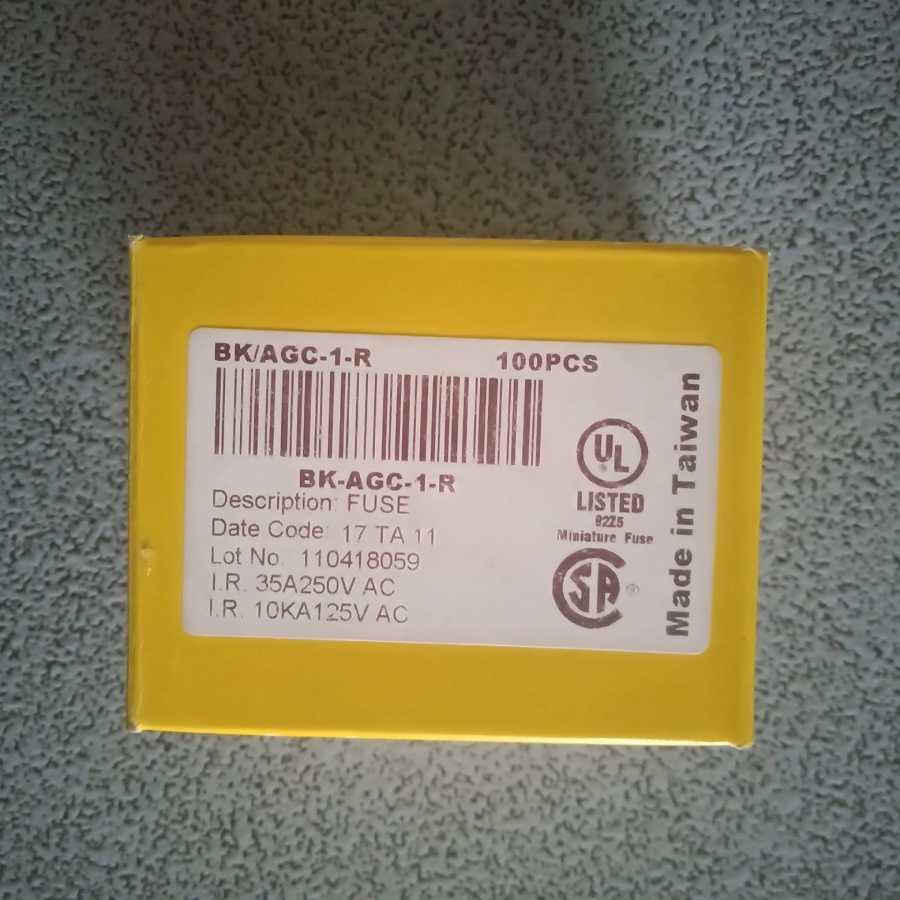 BK/AGC-1-R 100PCS
BK-AGC-1-R
Description: FUSE
Date Code: 17 TA 11
Lot No. 110418059
I.R. 35A250V AC
I.R. 10KA125V AC
UL
LISTED
9225
Miniature Fuse
SA ®
Made in Taiwan